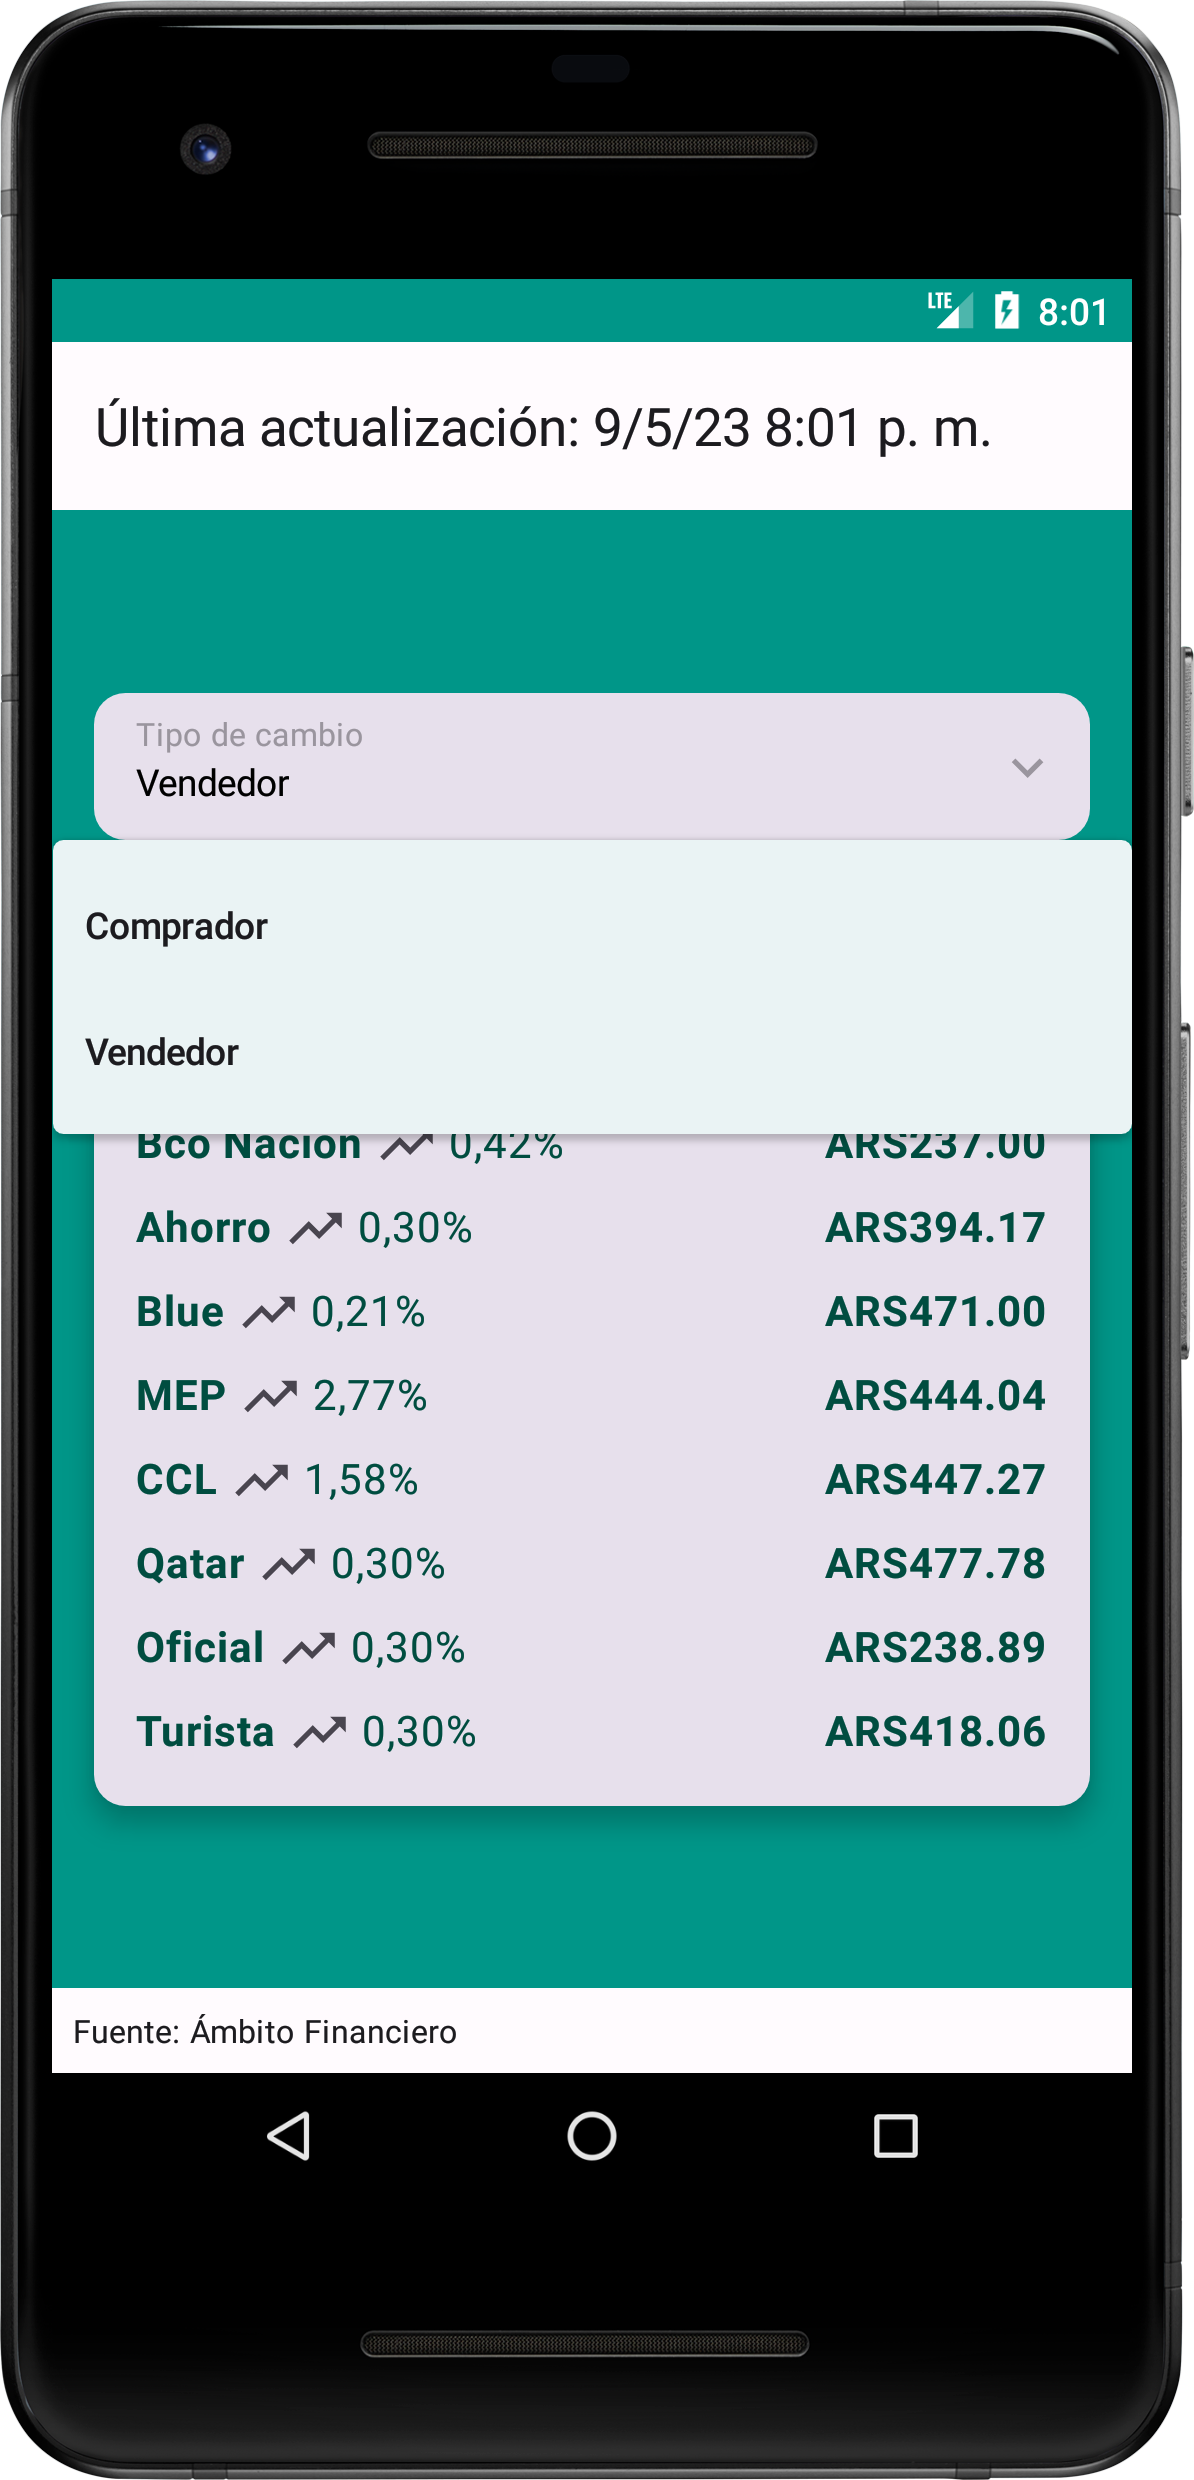 LTE 8:01
Última actualización: 9/5/23 8:01 p. m.
Tipo de cambio
Vendedor
Comprador
Vendedor
Bco Nacion 0,42% ARS237.00
Ahorro 0,30% ARS394.17
Blue 0,21% ARS471.00
MEP 2,77% ARS444.04
CCL 1,58% ARS447.27
Qatar 0,30% ARS477.78
Oficial 0,30% ARS238.89
Turista 0,30% ARS418.06
Fuente: Ámbito Financiero